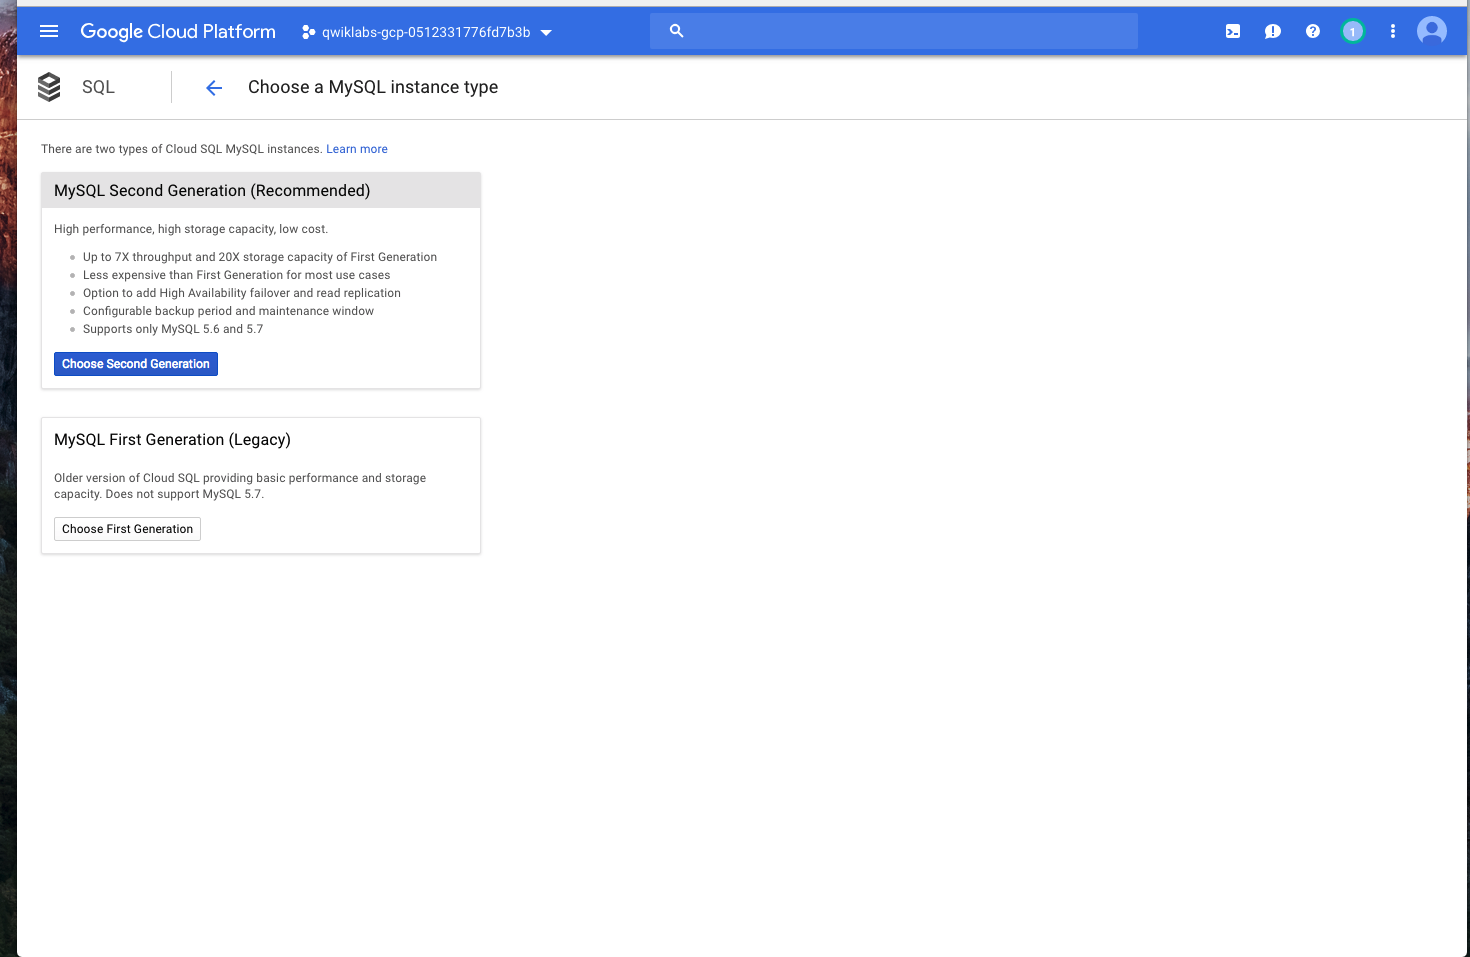 Google Cloud Platform
qwiklabs-gcp-0512331776fd7b3b
1
SQL
Choose a MySQL instance type
There are two types of Cloud SQL MySQL instances. Learn more
MySQL Second Generation (Recommended)
High performance, high storage capacity, low cost.
Up to 7X throughput and 20X storage capacity of First Generation
Less expensive than First Generation for most use cases
Option to add High Availability failover and read replication
Configurable backup period and maintenance window
Supports only MySQL 5.6 and 5.7
Choose Second Generation
MySQL First Generation (Legacy)
Older version of Cloud SQL providing basic performance and storage
capacity. Does not support MySQL 5.7.
Choose First Generation